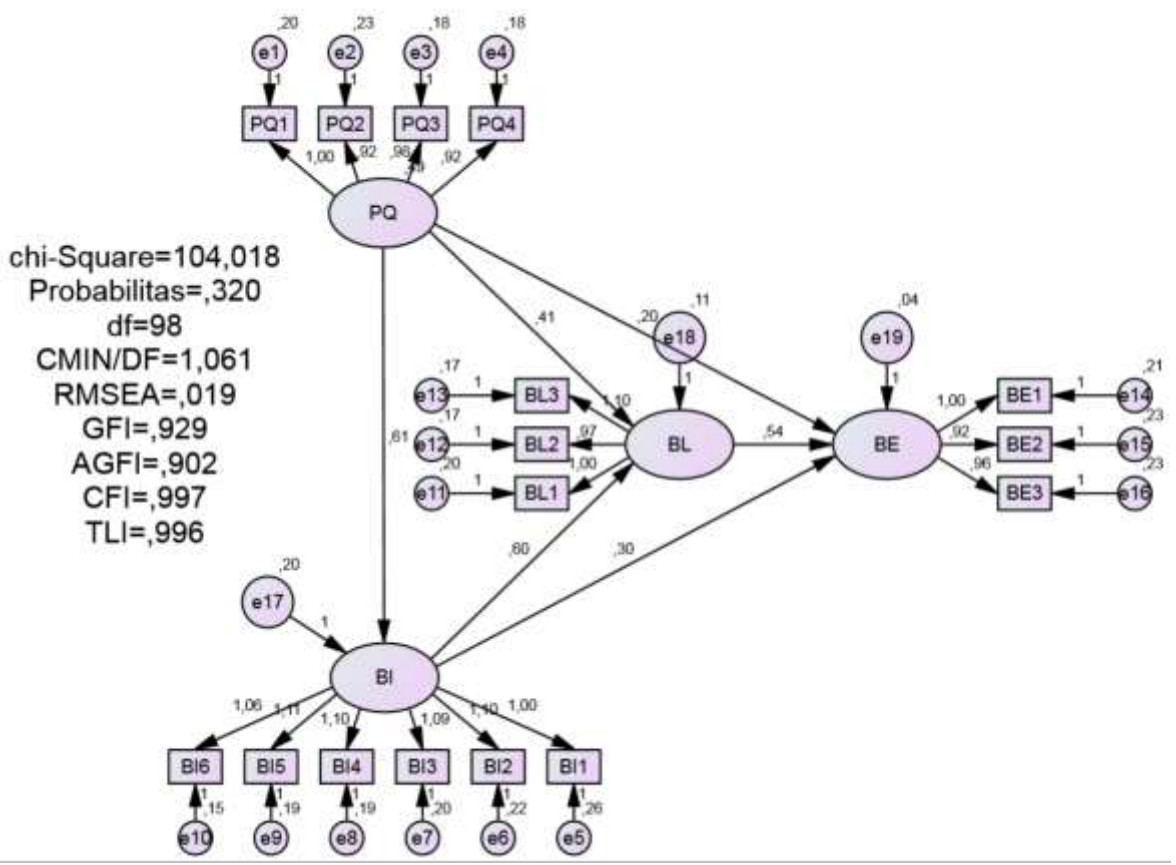 ,20 ,23 ,18 ,18
e1 e2 e3 e4
1 1 1 1
PQ1 PQ2 PQ3 PQ4
1,00 ,92 ,98 ,92
PQ
chi-Square=104,018
Probabilitas=,320
df=98
CMIN/DF=1,061
RMSEA=,019
GFI=,929
AGFI=,902
CFI=,997
TLI=,996
,41 ,20 ,11 ,04
e18 e19
1 1
,17 ,21
e13 1 BL3 1,10 1,00 BE1 1 e14
,17 ,23
e12 1 BL2 ,97 BL ,54 BE ,92 BE2 1 e15
,20 ,23
e11 1 BL1 1,00 ,96 BE3 1 e16
,61
,60 ,30
,20
e17
1
BI
1,06 1,11 1,10 1,09 1,10 1,00
BI6 BI5 BI4 BI3 BI2 BI1
1 1 1 1 1 1
,15 ,19 ,19 ,20 ,22 ,26
e10 e9 e8 e7 e6 e5